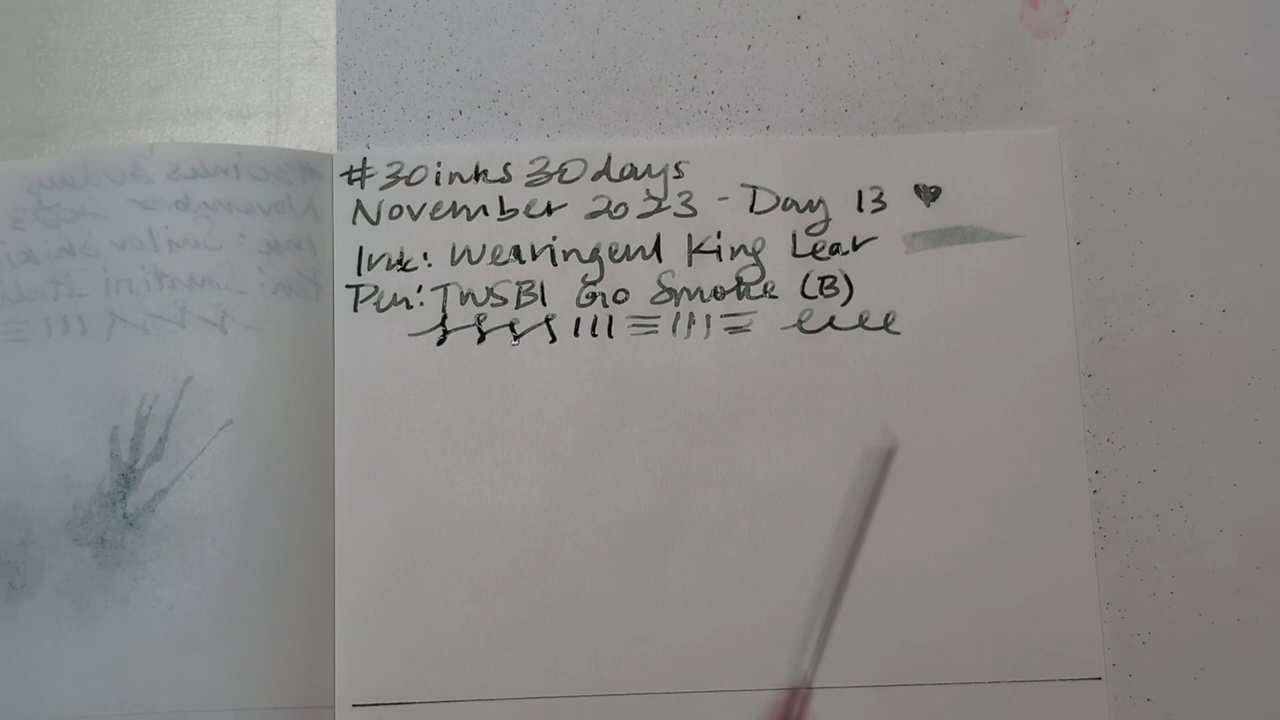 #30inks30days
November 2023 - Day 13 ♥
Ink: Wearingeul King Lear
Pen: TWSBI Go Smoke (B)